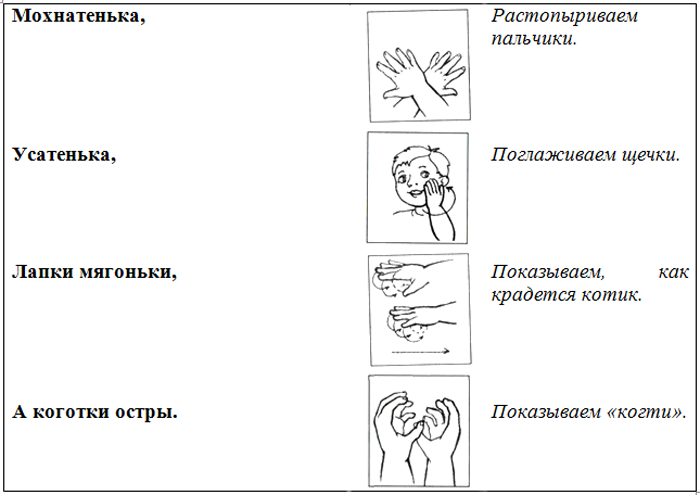 Мохнатенька,
Растопыриваем
пальчики.
Усатенька,
Поглаживаем щечки.
Лапки мягоньки,
Показываем, как
крадется котик.
А коготки остры.
Показываем «когти».